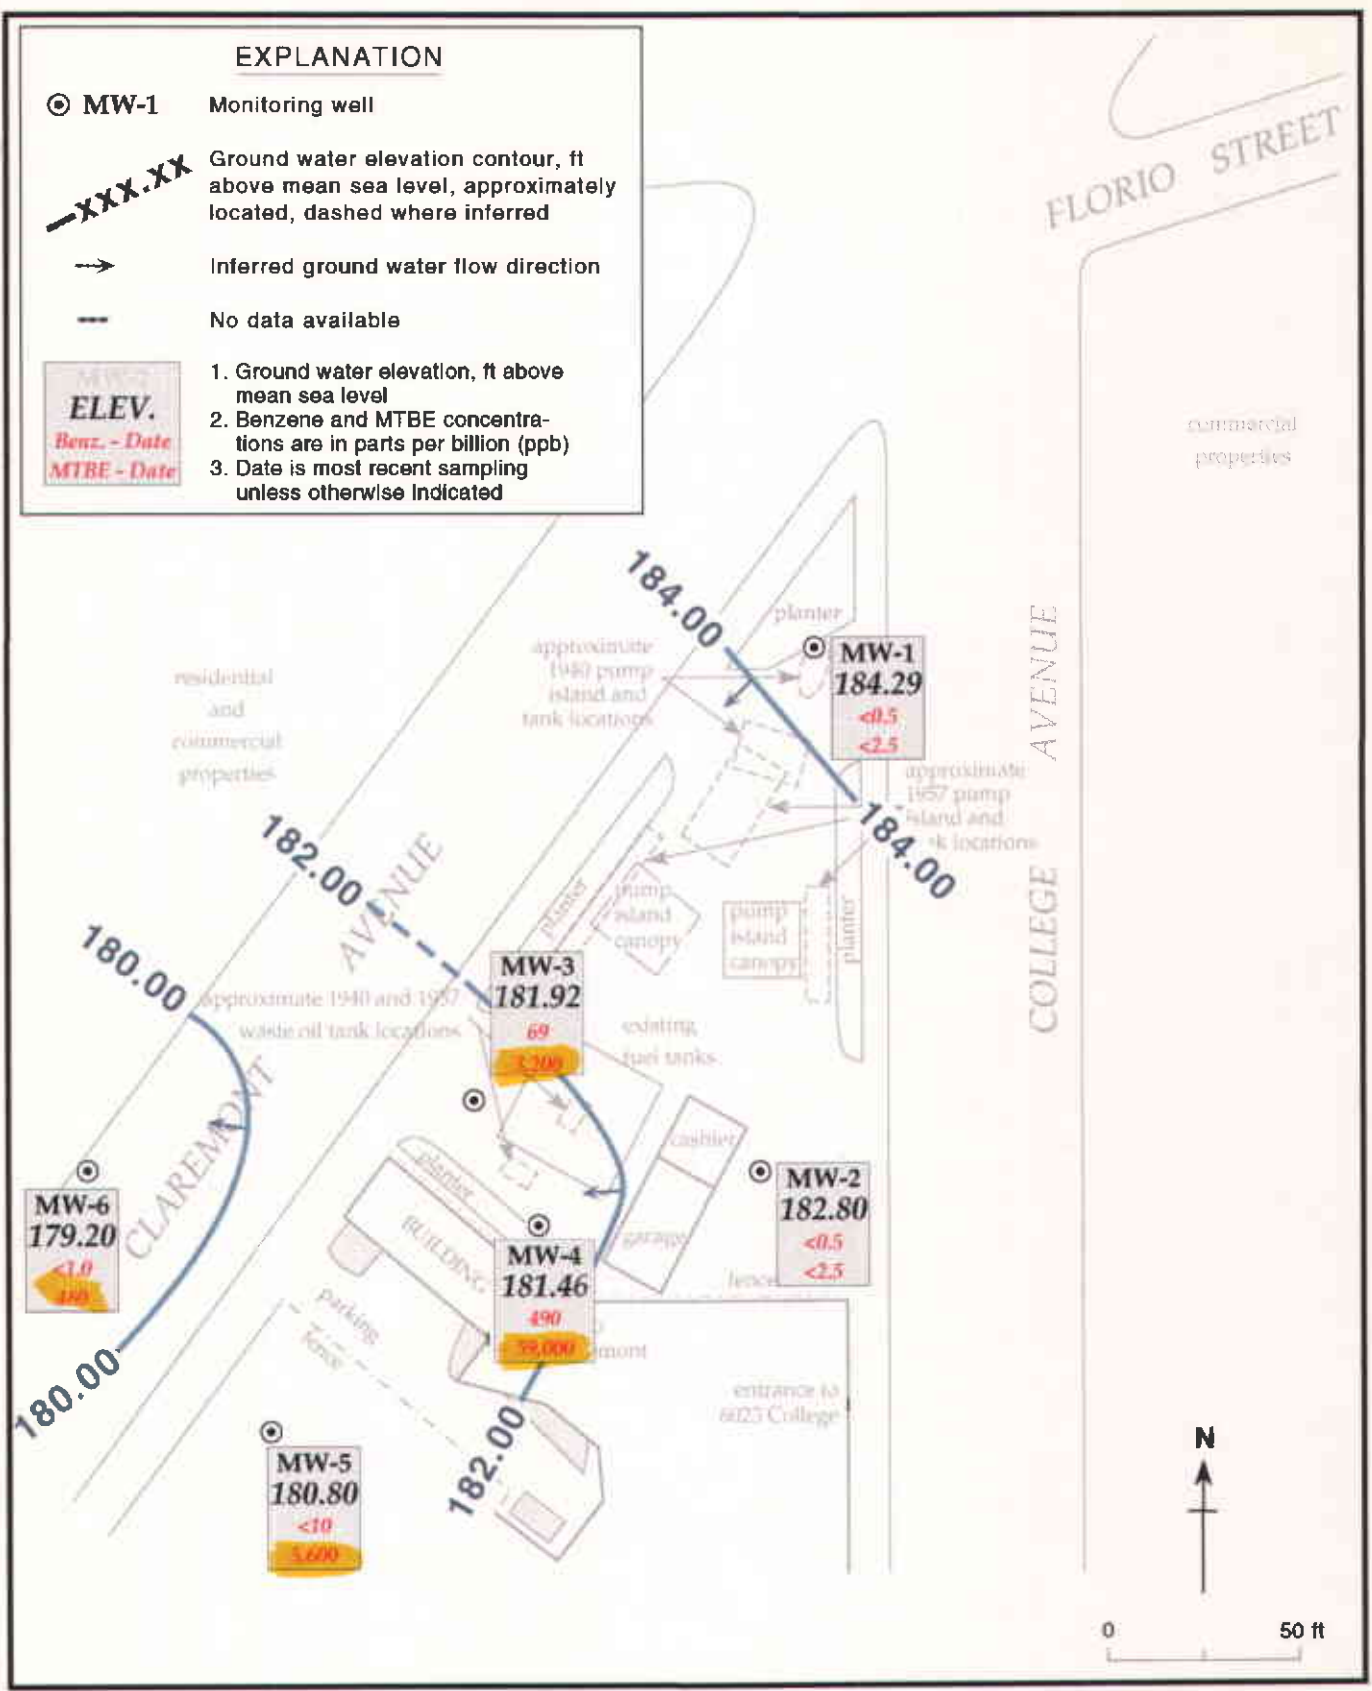 EXPLANATION
MW-1 Monitoring well
—XXX.XX
Ground water elevation contour, ft
above mean sea level, approximately
located, dashed where inferred
Inferred ground water flow direction
--- No data available
MW-2
ELEV.
Benz. - Date
MTBE - Date
1. Ground water elevation, ft above
mean sea level
2. Benzene and MTBE concentra-
tions are in parts per billion (ppb)
3. Date is most recent sampling
unless otherwise indicated
FLORIO STREET
commercial
properties
184.00
planter
approximate
1940 pump
island and
tank locations
MW-1
184.29
<0.5
<2.5
residential
and
commercial
properties
approximate
1957 pump
island and
locations
184.00
COLLEGE AVENUE
182.00
180.00
CLAREMONT AVENUE
planter
pump
island
canopy
pump
island
canopy
planter
MW-3
181.92
69
3,200
approximate 1940 and 1957
waste oil tank locations
existing
fuel tanks
cashier
garage
planter
BUILDING
MW-2
182.80
<0.5
<2.5
MW-6
179.20
<1.0
480
MW-4
181.46
490
59,000
fence
parking
fence
mont
entrance to
6023 College
180.00
182.00
MW-5
180.80
<10
5,600
N
0 50 ft